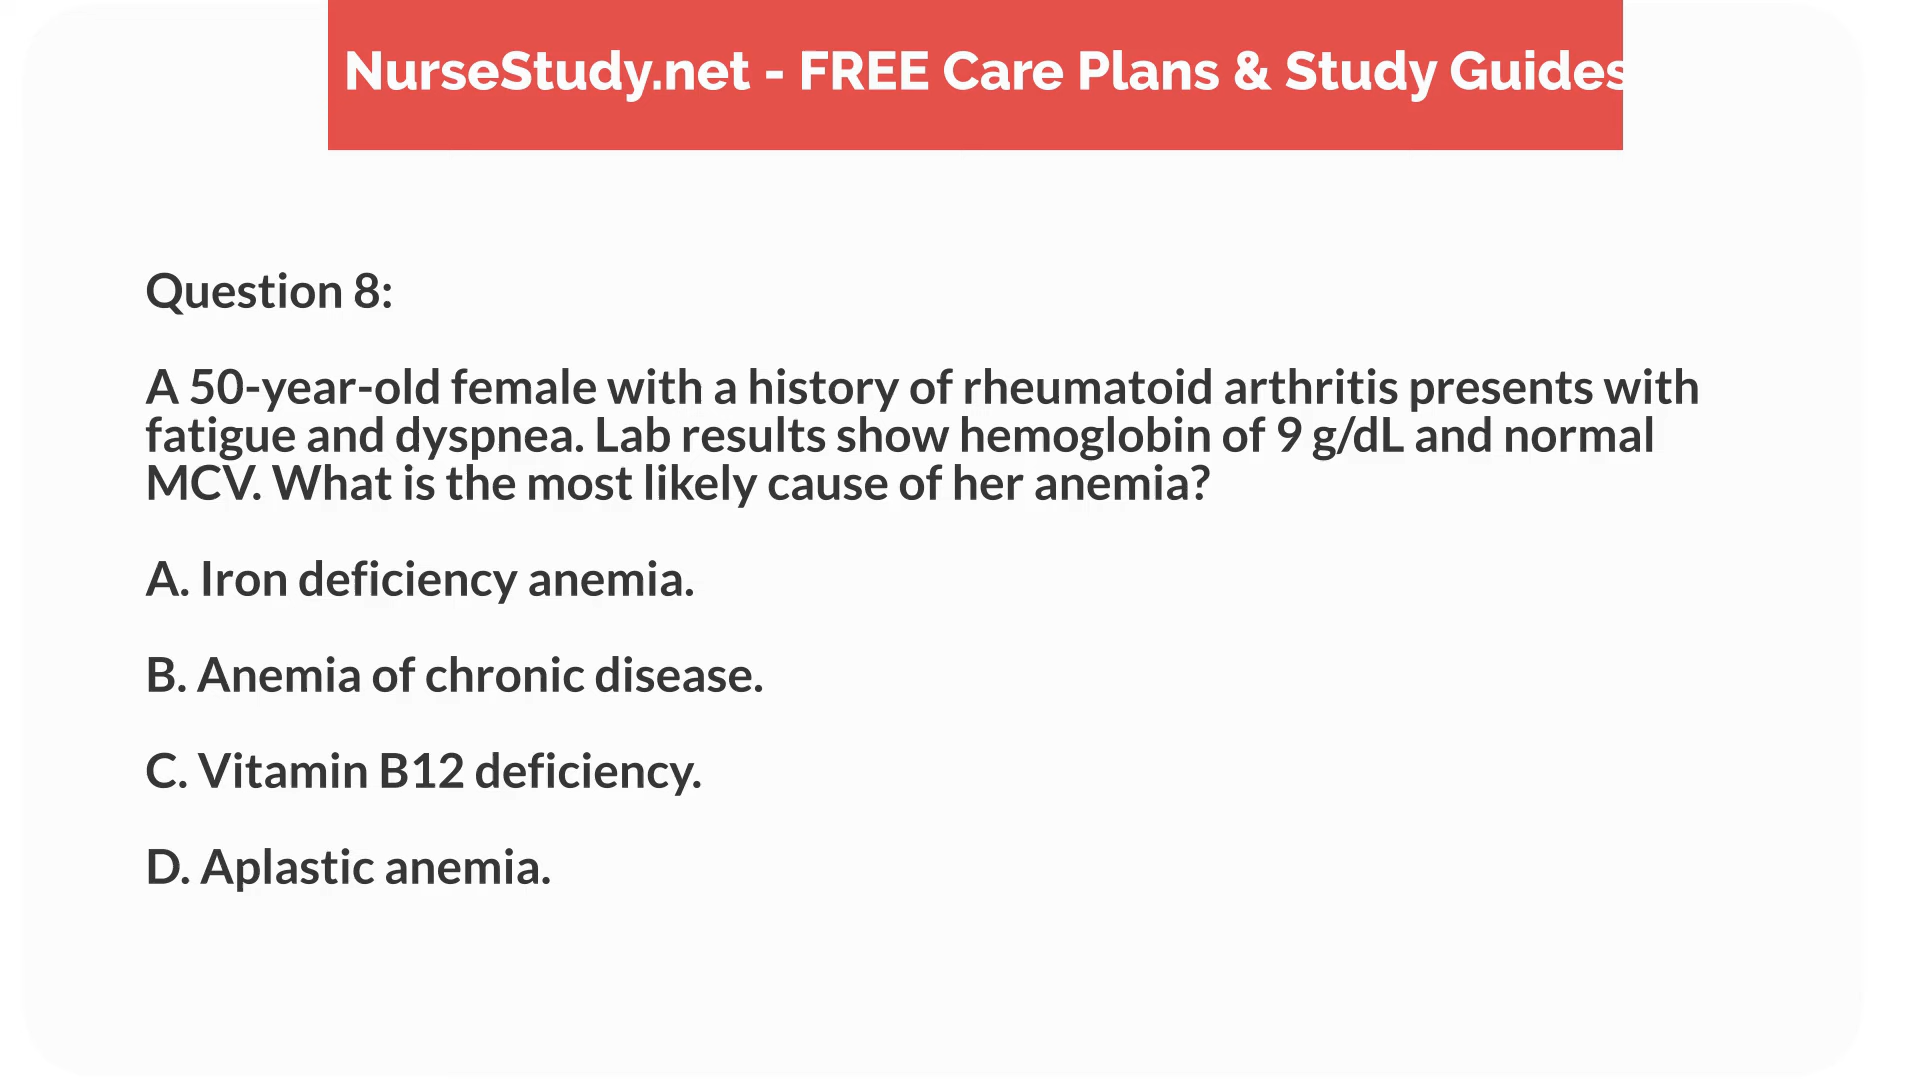 NurseStudy.net - FREE Care Plans & Study Guides
Question 8:
A 50-year-old female with a history of rheumatoid arthritis presents with
fatigue and dyspnea. Lab results show hemoglobin of 9 g/dL and normal
MCV. What is the most likely cause of her anemia?
A. Iron deficiency anemia.
B. Anemia of chronic disease.
C. Vitamin B12 deficiency.
D. Aplastic anemia.